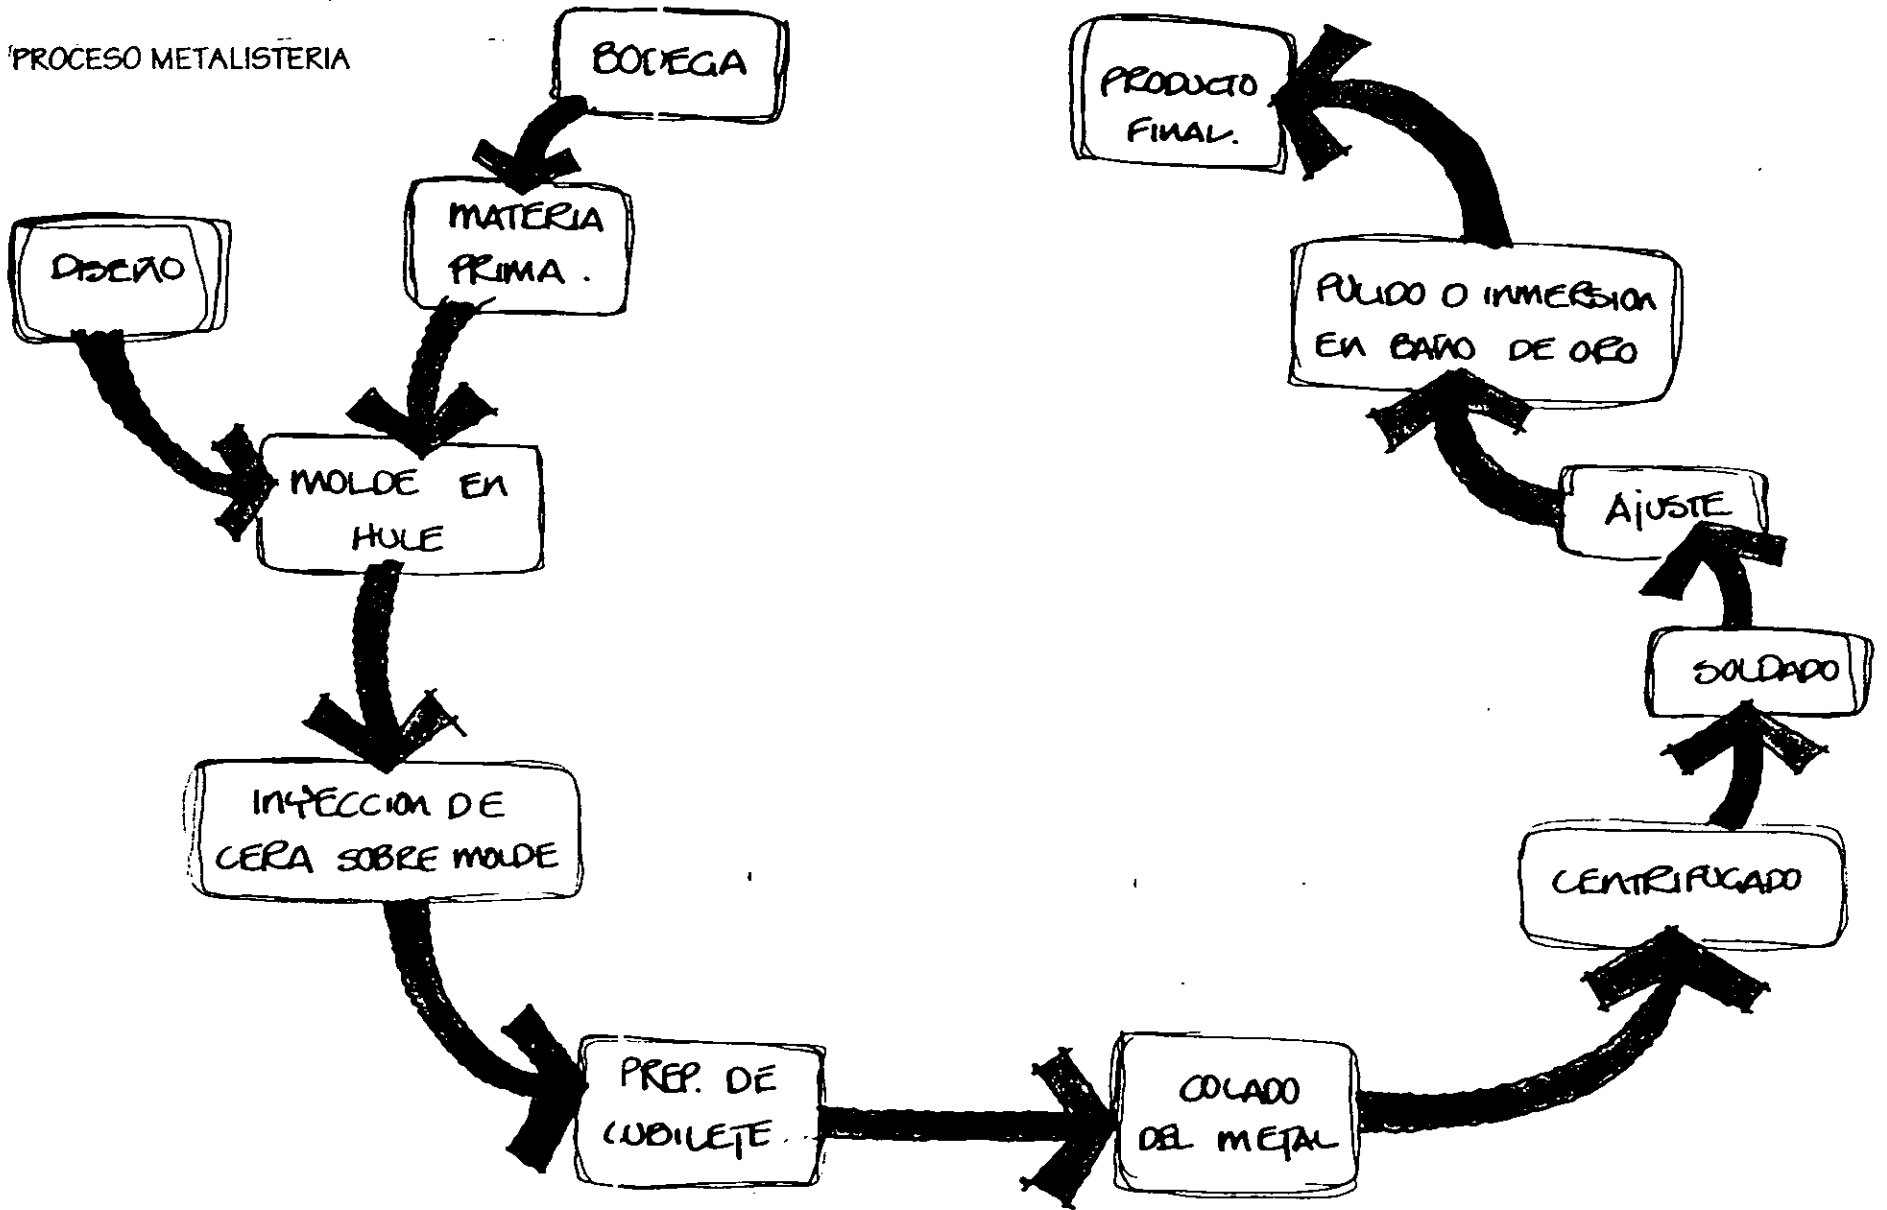 PROCESO METALISTERIA
BODEGA
MATERIA
PRIMA.
DISEÑO
MOLDE EN
HULE
INYECCION DE
CERA SOBRE MOLDE
PREP. DE
CUBILETE
COLADO
DEL METAL
CENTRIFUGADO
SOLDADO
AJUSTE
PULIDO O INMERSION
EN BAÑO DE ORO
PRODUCTO
FINAL.